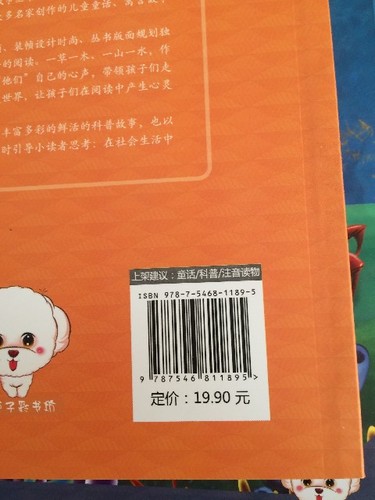 多名家创作的儿童童话、寓言故
、装帧设计时尚、丛书版面规划独
的阅读、一草一木、一山一水,作
他们”自己的心声,带领孩子们走
世界,让孩子们在阅读中产生心灵
丰富多彩的鲜活的科普故事,也以
时引导小读者思考:在社会生活中
上架建议:童话/科普/注音读物
ISBN 978-7-5468-1189-5
9 787546 811895 >
定价:19.90 元
子彩书坊